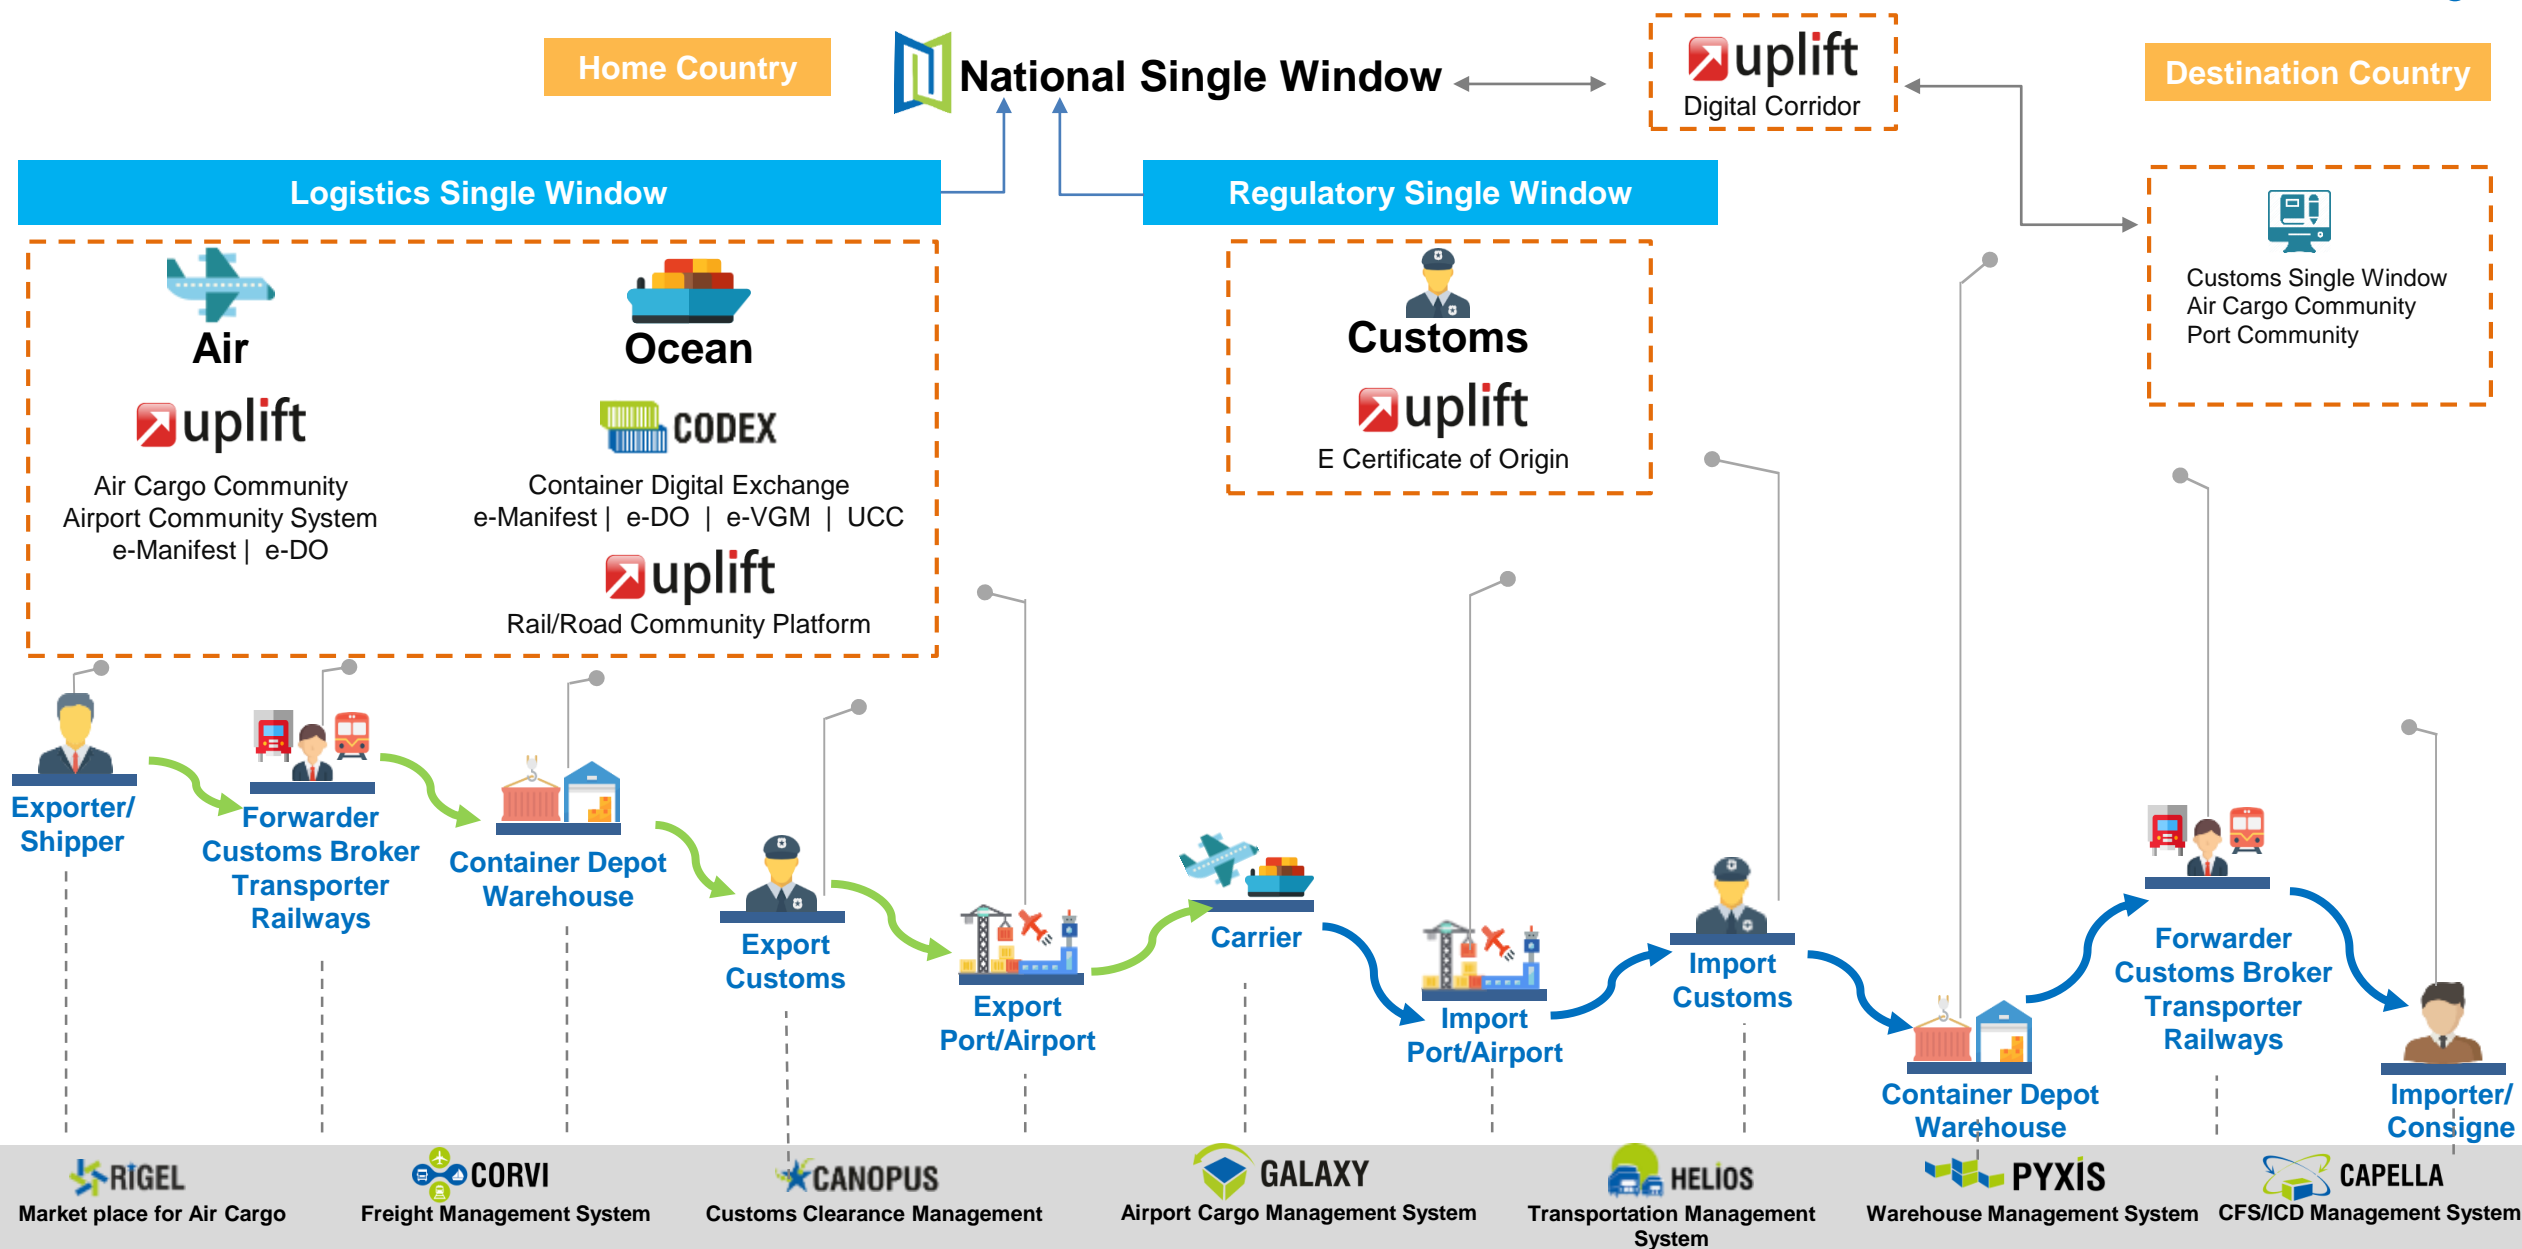 Home Country
National Single Window
uplift
Digital Corridor
Destination Country
Logistics Single Window
Regulatory Single Window
Air
uplift
Air Cargo Community
Airport Community System
e-Manifest | e-DO
Ocean
CODEX
Container Digital Exchange
e-Manifest | e-DO | e-VGM | UCC
uplift
Rail/Road Community Platform
Customs
uplift
E Certificate of Origin
Customs Single Window
Air Cargo Community
Port Community
Exporter/
Shipper
Forwarder
Customs Broker
Transporter
Railways
Container Depot
Warehouse
Export
Customs
Export
Port/Airport
Carrier
Import
Port/Airport
Import
Customs
Container Depot
Warehouse
Forwarder
Customs Broker
Transporter
Railways
Importer/
Consigne
RIGEL
Market place for Air Cargo
CORVI
Freight Management System
CANOPUS
Customs Clearance Management
GALAXY
Airport Cargo Management System
HELIOS
Transportation Management
System
PYXIS
Warehouse Management System
CAPELLA
CFS/ICD Management System